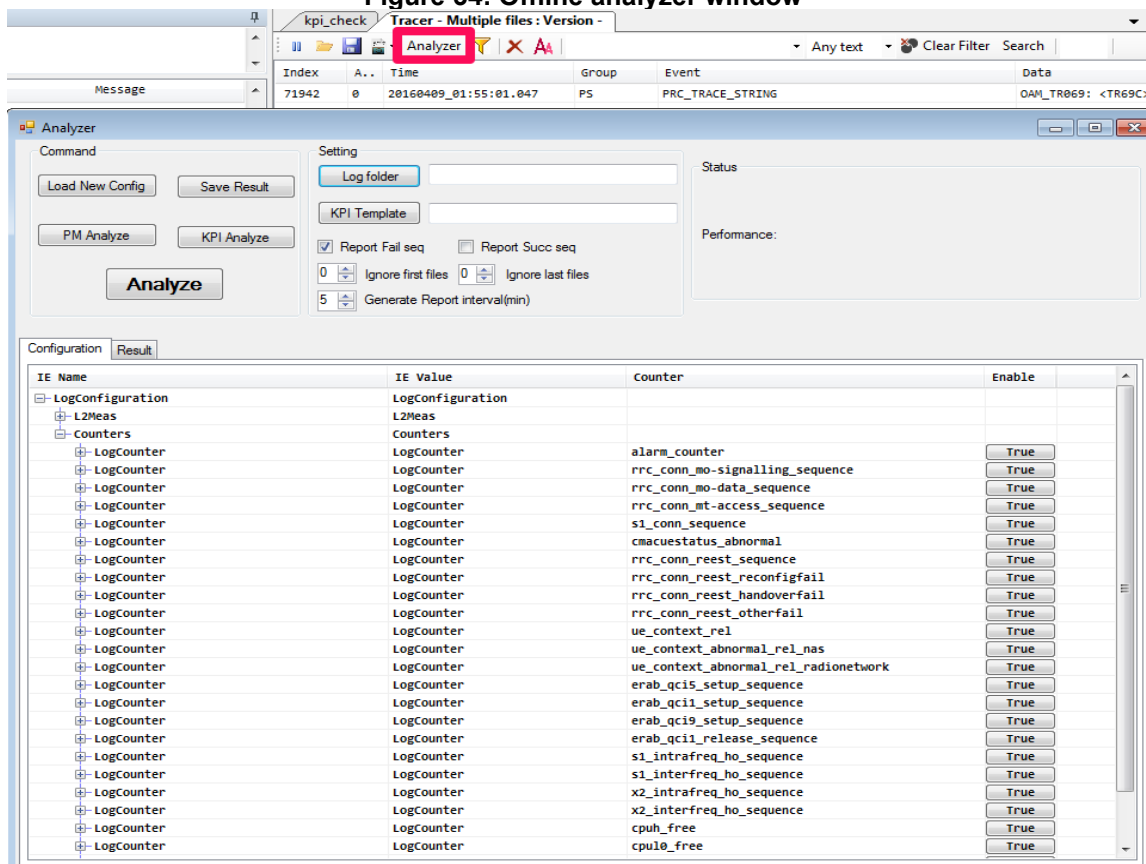 Figure 34: Offline analyzer window
kpi_check Tracer - Multiple files : Version -
Analyzer Any text Clear Filter Search
Index A.. Time Group Event Data
Message
71942 0 20160409_01:55:01.047 PS PRC_TRACE_STRING OAM_TR069: <TR69C>
Analyzer
Command Setting Status
Load New Config Save Result Log folder
KPI Template
PM Analyze KPI Analyze Performance:
Report Fail seq Report Succ seq
Analyze 0 Ignore first files 0 Ignore last files
5 Generate Report interval(min)
Configuration Result
IE Name IE Value Counter Enable
LogConfiguration LogConfiguration
L2Meas L2Meas
Counters Counters
LogCounter LogCounter alarm_counter True
LogCounter LogCounter rrc_conn_mo-signalling_sequence True
LogCounter LogCounter rrc_conn_mo-data_sequence True
LogCounter LogCounter rrc_conn_mt-access_sequence True
LogCounter LogCounter s1_conn_sequence True
LogCounter LogCounter cmacuestatus_abnormal True
LogCounter LogCounter rrc_conn_reest_sequence True
LogCounter LogCounter rrc_conn_reest_reconfigfail True
LogCounter LogCounter rrc_conn_reest_handoverfail True
LogCounter LogCounter rrc_conn_reest_otherfail True
LogCounter LogCounter ue_context_rel True
LogCounter LogCounter ue_context_abnormal_rel_nas True
LogCounter LogCounter ue_context_abnormal_rel_radionetwork True
LogCounter LogCounter erab_qci5_setup_sequence True
LogCounter LogCounter erab_qci1_setup_sequence True
LogCounter LogCounter erab_qci9_setup_sequence True
LogCounter LogCounter erab_qci1_release_sequence True
LogCounter LogCounter s1_intrafreq_ho_sequence True
LogCounter LogCounter s1_interfreq_ho_sequence True
LogCounter LogCounter x2_intrafreq_ho_sequence True
LogCounter LogCounter x2_interfreq_ho_sequence True
LogCounter LogCounter cpuh_free True
LogCounter LogCounter cpul0_free True